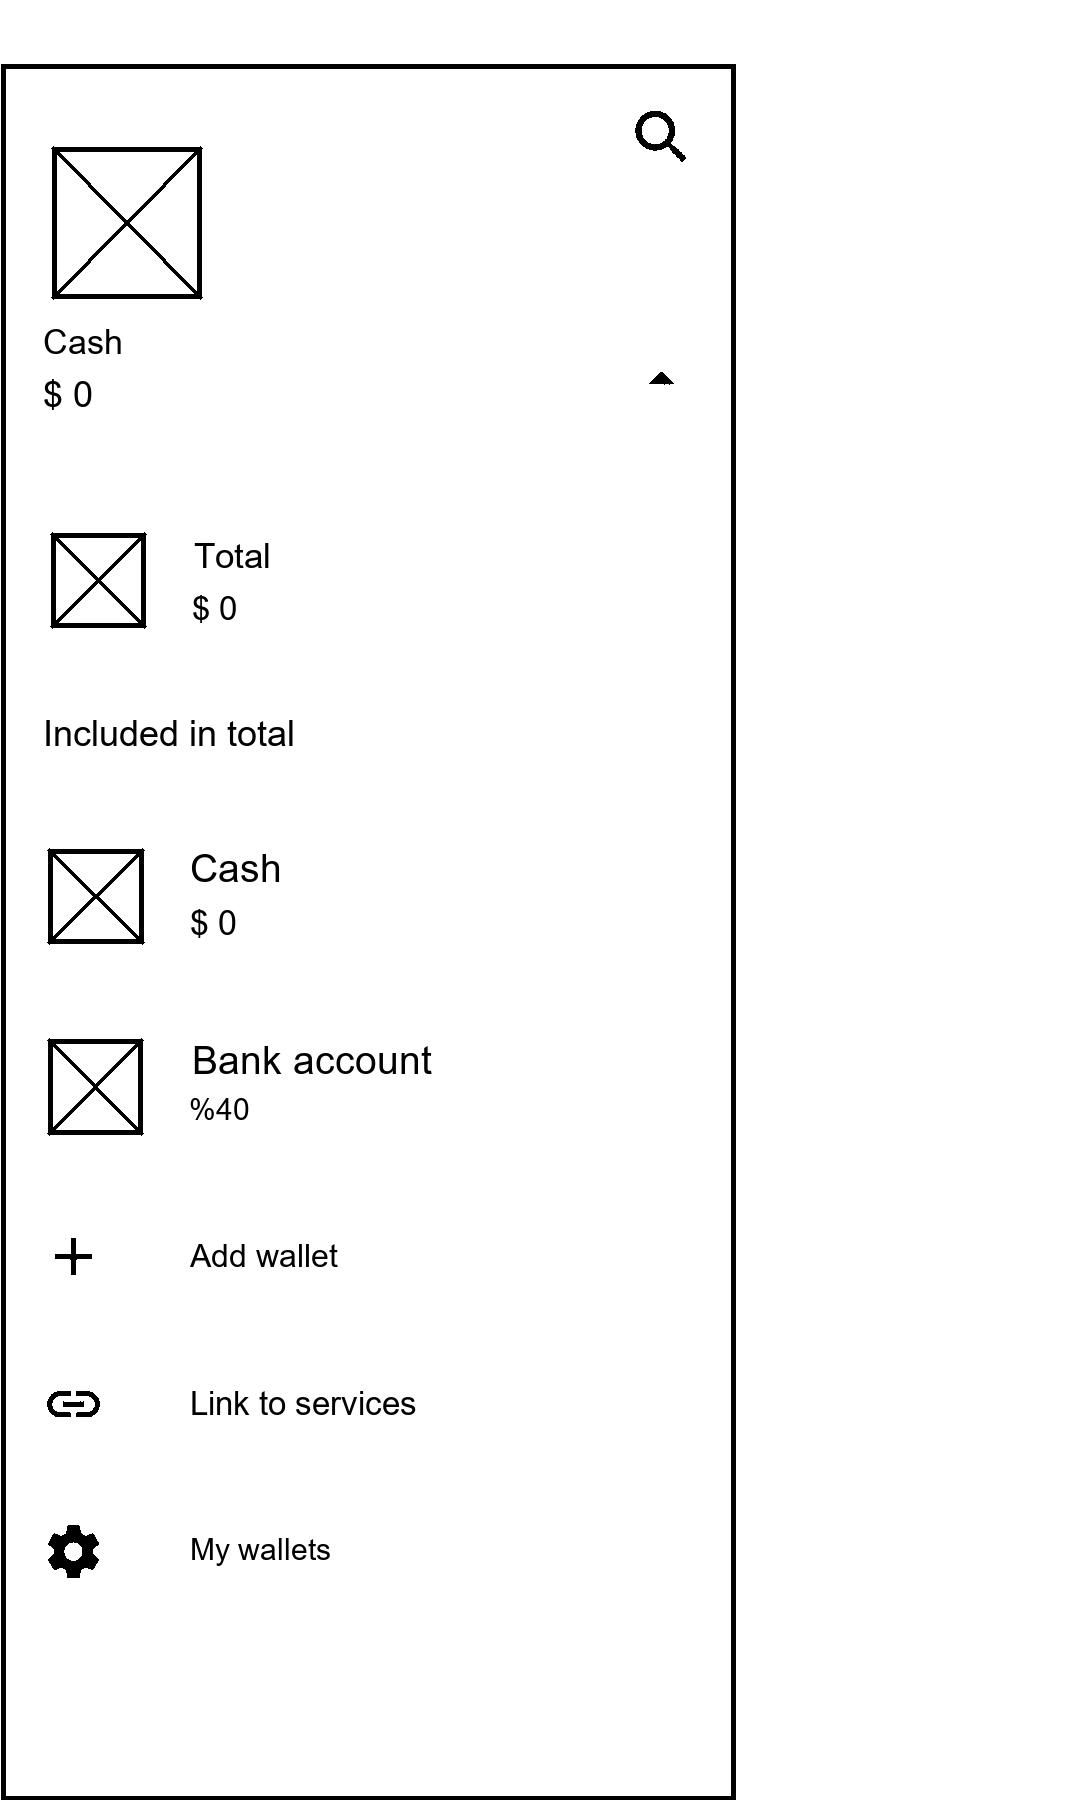 Cash
$ 0
Total
$ 0
Included in total
Cash
$ 0
Bank account
%40
Add wallet
Link to services
My wallets